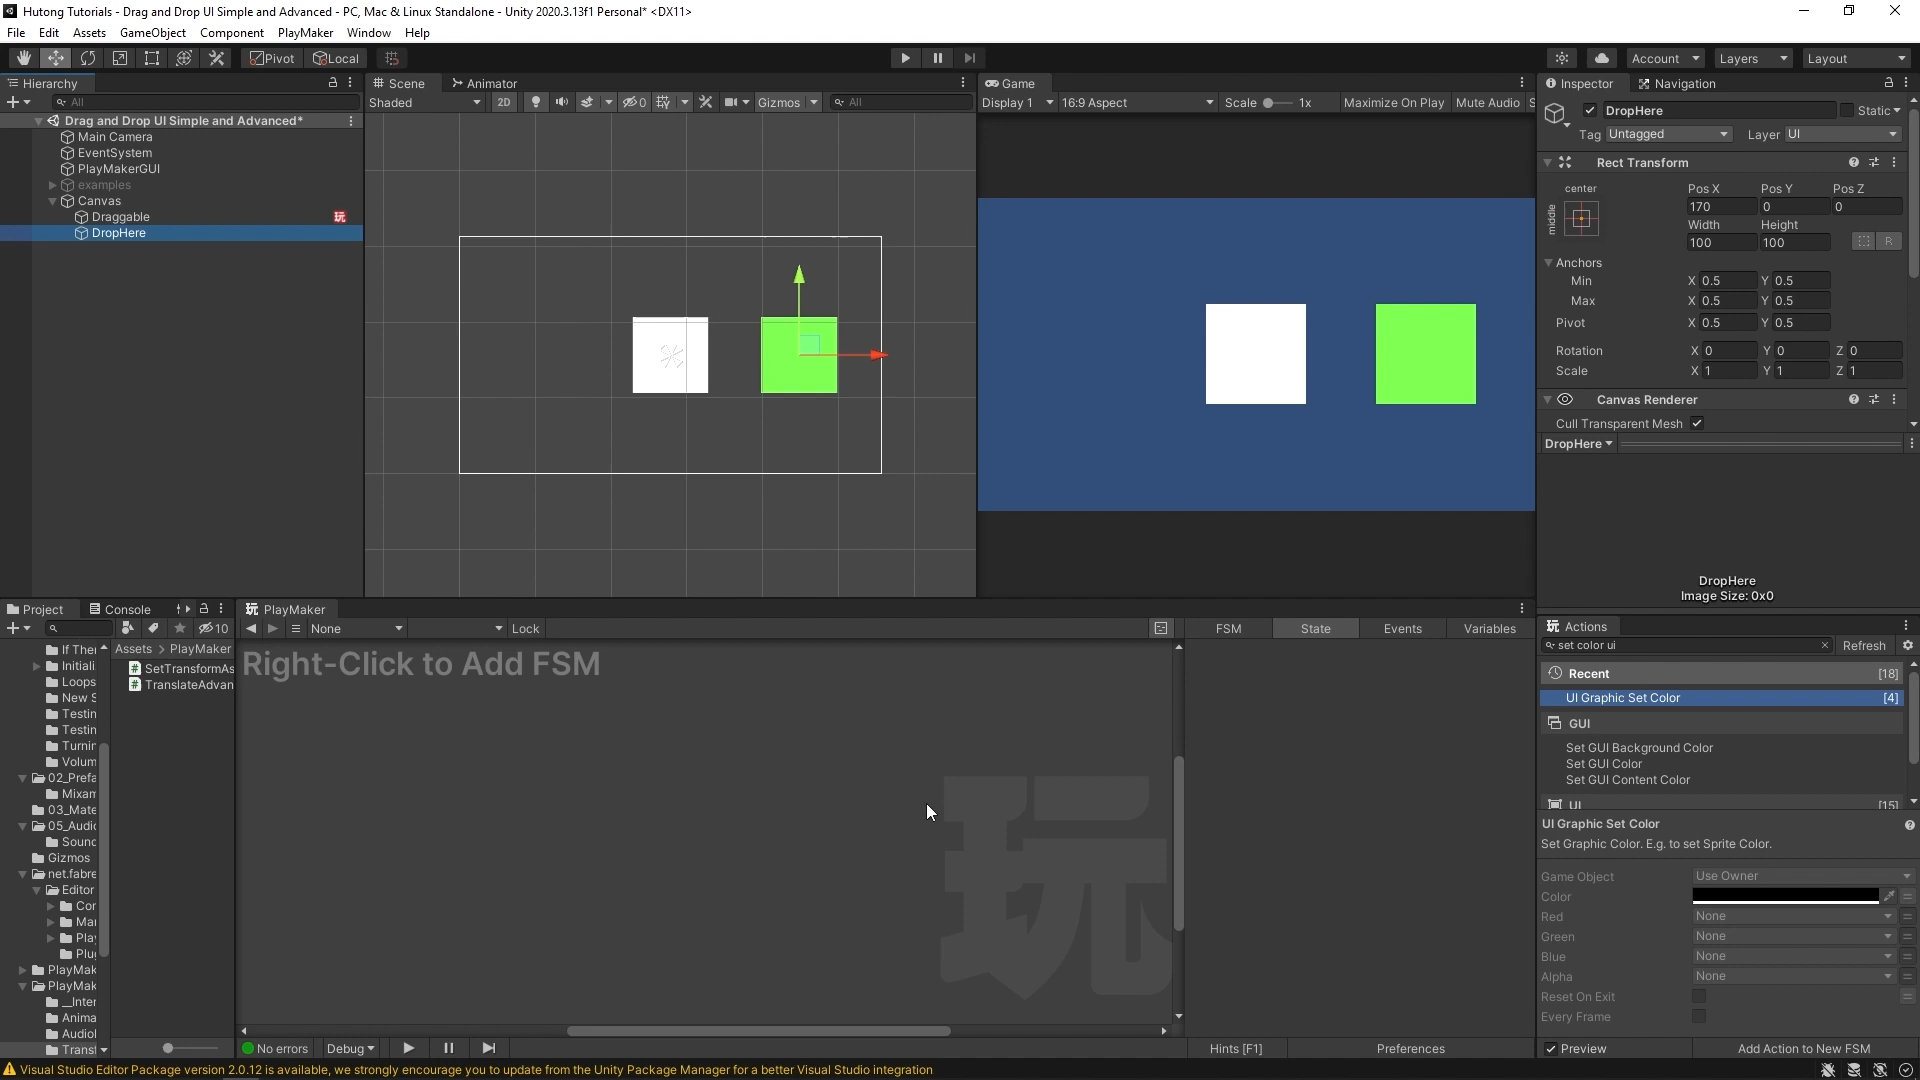 Hutong Tutorials - Drag and Drop UI Simple and Advanced - PC, Mac & Linux Standalone - Unity 2020.3.13f1 Personal* <DX11>
File Edit Assets GameObject Component PlayMaker Window Help
Pivot Local Account Layers Layout
Hierarchy
All
Drag and Drop UI Simple and Advanced*
Main Camera
EventSystem
PlayMakerGUI
examples
Canvas
Draggable 玩
DropHere
Scene Animator
Shaded 2D 0 Gizmos All
Game
Display 1 16:9 Aspect Scale 1x Maximize On Play Mute Audio S
Inspector Navigation
DropHere Static
Tag Untagged Layer UI
Rect Transform
center Pos X Pos Y Pos Z
middle 170 0 0
Width Height
100 100 R
Anchors
Min X 0.5 Y 0.5
Max X 0.5 Y 0.5
Pivot X 0.5 Y 0.5
Rotation X 0 Y 0 Z 0
Scale X 1 Y 1 Z 1
Canvas Renderer
Cull Transparent Mesh
DropHere
DropHere
Image Size: 0x0
Project Console
10
If Ther
Initiali
Loops
New S
Testin
Testin
Turnir
Volum
02_Prefa
Mixam
03_Mate
05_Audic
Sounc
Gizmos
net.fabre
Editor
Cor
Mar
Play
Plug
PlayMak
PlayMak
__Inter
Anima
Audiol
Transf
Assets > PlayMaker
SetTransformAs
TranslateAdvan
玩 PlayMaker
None Lock
Right-Click to Add FSM
玩
No errors Debug
FSM State Events Variables
Hints [F1] Preferences
玩 Actions
set color ui Refresh
Recent [18]
UI Graphic Set Color [4]
GUI
Set GUI Background Color
Set GUI Color
Set GUI Content Color
UI [15]
UI Graphic Set Color
Set Graphic Color. E.g. to set Sprite Color.
Game Object Use Owner
Color
Red None
Green None
Blue None
Alpha None
Reset On Exit
Every Frame
Preview Add Action to New FSM
Visual Studio Editor Package version 2.0.12 is available, we strongly encourage you to update from the Unity Package Manager for a better Visual Studio integration